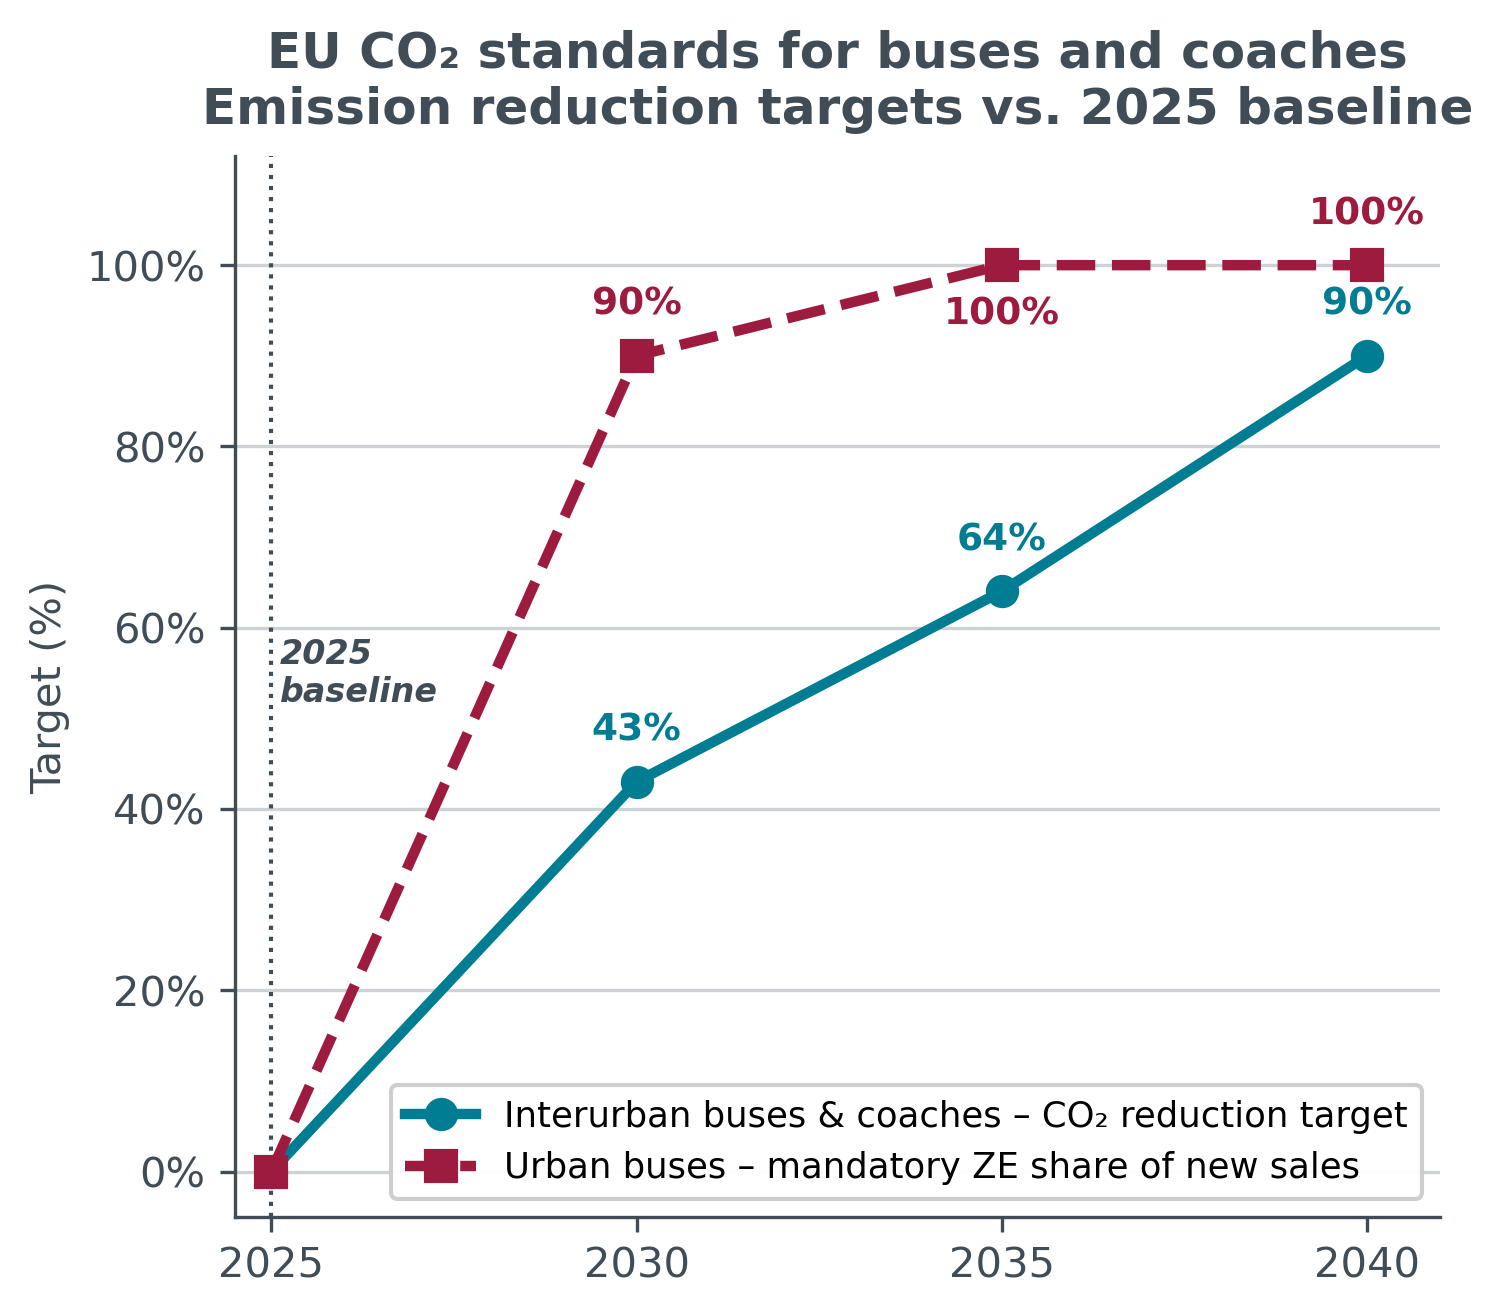 EU CO₂ standards for buses and coaches
Emission reduction targets vs. 2025 baseline
Target (%)
100%
80%
60%
40%
20%
0%
2025
baseline
90%
100%
100%
90%
64%
43%
Interurban buses & coaches – CO₂ reduction target
Urban buses – mandatory ZE share of new sales
2025
2030
2035
2040